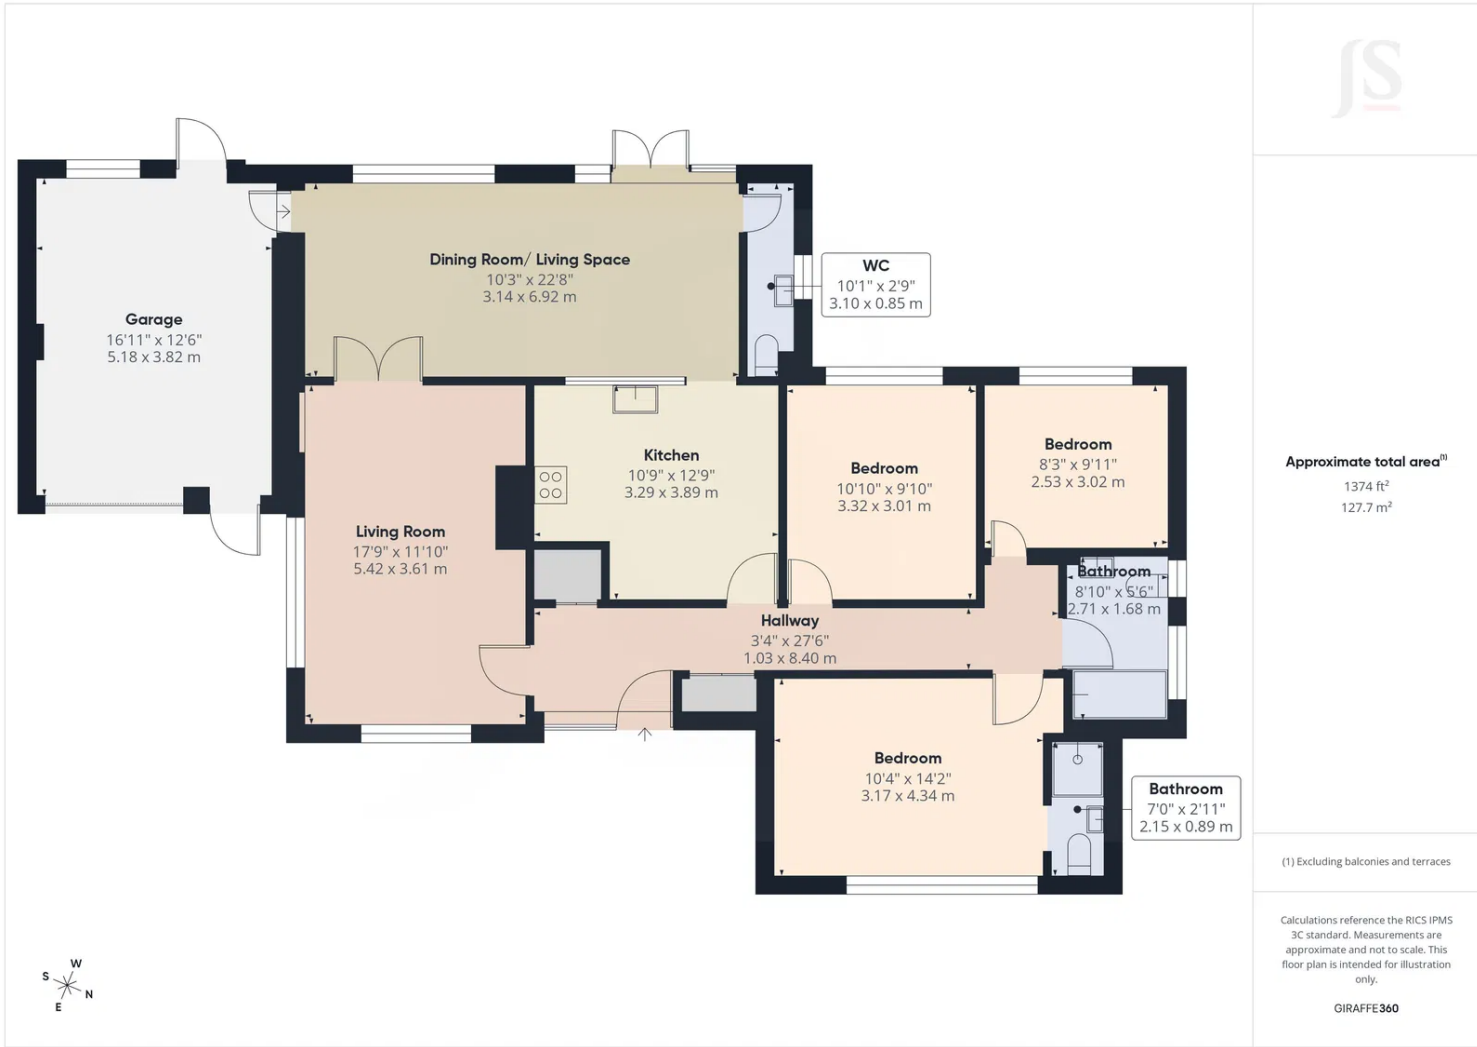 JS
Garage
16'11" x 12'6"
5.18 x 3.82 m
Dining Room/ Living Space
10'3" x 22'8"
3.14 x 6.92 m
WC
10'1" x 2'9"
3.10 x 0.85 m
Living Room
17'9" x 11'10"
5.42 x 3.61 m
Kitchen
10'9" x 12'9"
3.29 x 3.89 m
Bedroom
10'10" x 9'10"
3.32 x 3.01 m
Bedroom
8'3" x 9'11"
2.53 x 3.02 m
Bathroom
8'10" x 5'6"
2.71 x 1.68 m
Hallway
3'4" x 27'6"
1.03 x 8.40 m
Bedroom
10'4" x 14'2"
3.17 x 4.34 m
Bathroom
7'0" x 2'11"
2.15 x 0.89 m
W
S
N
E
Approximate total area(1)
1374 ft²
127.7 m²
(1) Excluding balconies and terraces
Calculations reference the RICS IPMS
3C standard. Measurements are
approximate and not to scale. This
floor plan is intended for illustration
only.
GIRAFFE360